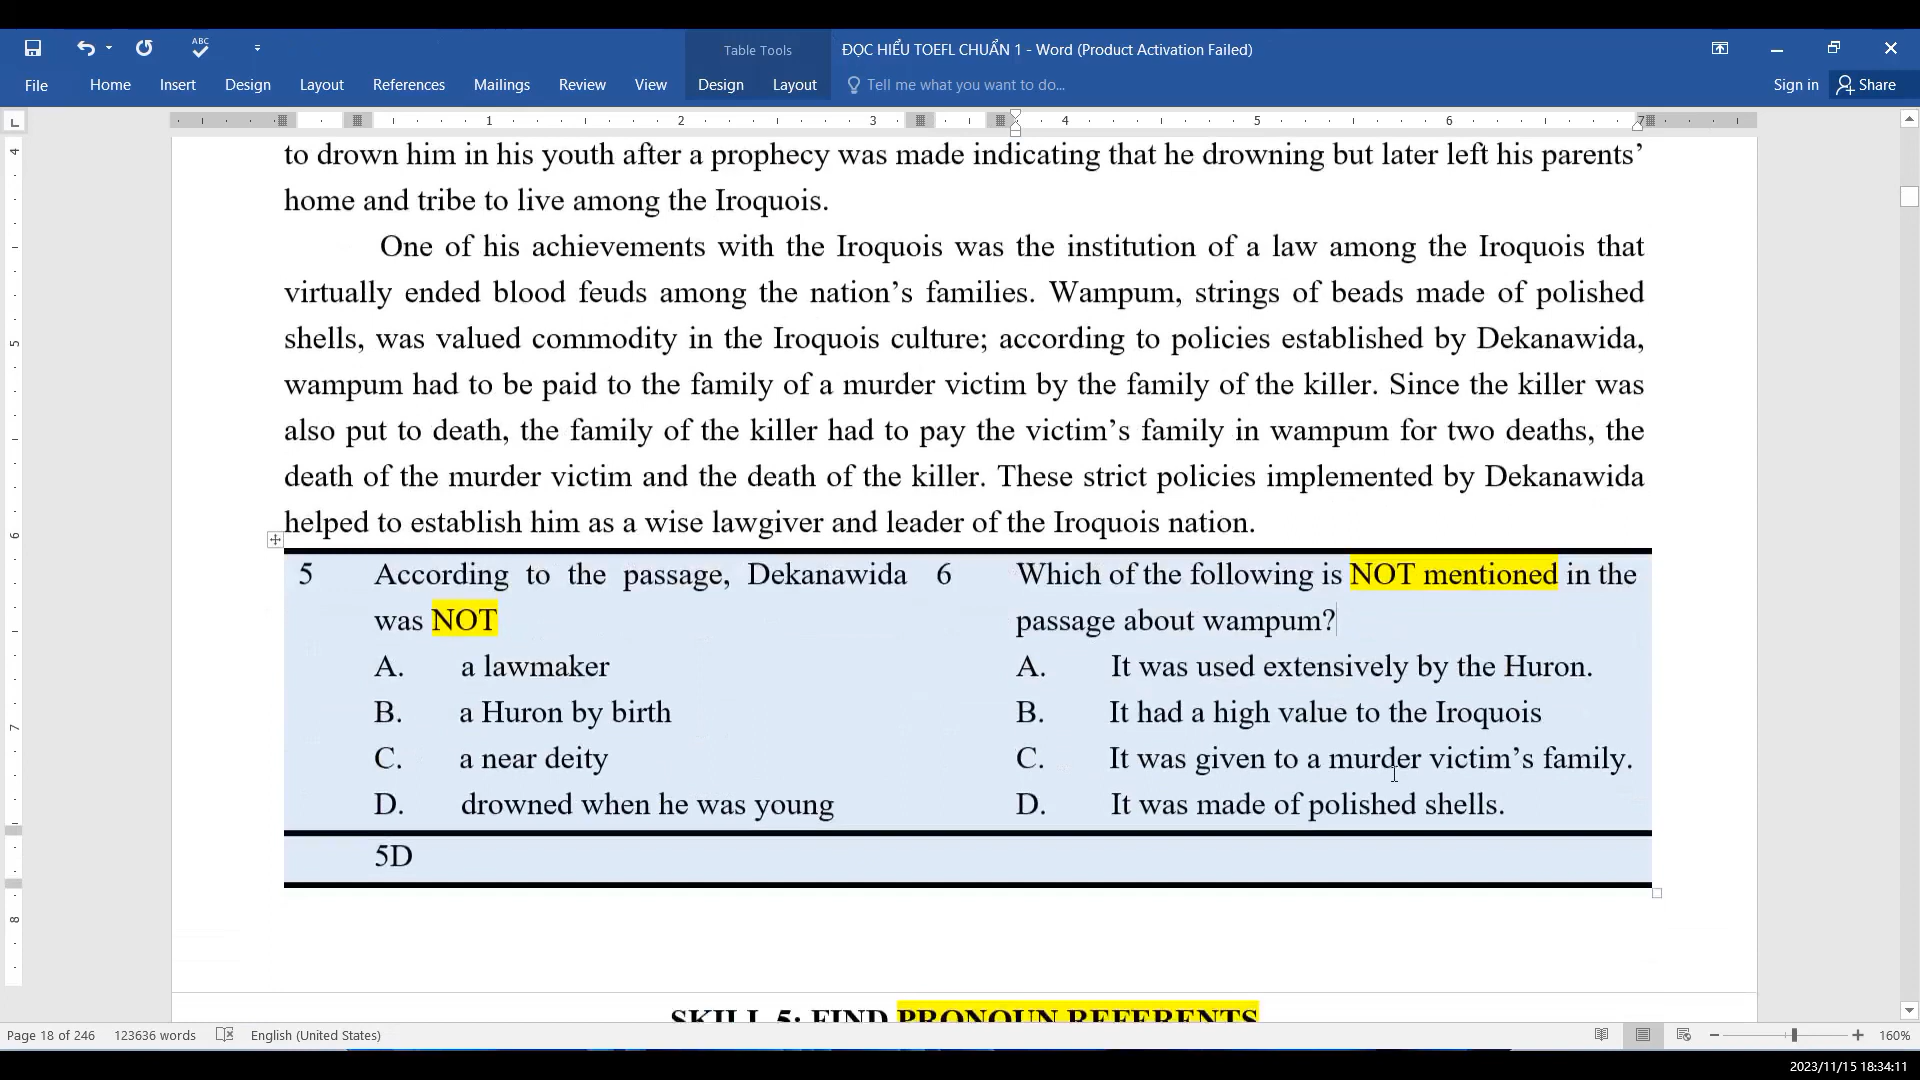 ABC
Table Tools
ĐỌC HIỂU TOEFL CHUẨN 1 - Word (Product Activation Failed)
File Home Insert Design Layout References Mailings Review View Design Layout Tell me what you want to do... Sign in Share
L
1 2 3 4 5 6 7
4
5
6
7
8
to drown him in his youth after a prophecy was made indicating that he drowning but later left his parents’
home and tribe to live among the Iroquois.
One of his achievements with the Iroquois was the institution of a law among the Iroquois that
virtually ended blood feuds among the nation’s families. Wampum, strings of beads made of polished
shells, was valued commodity in the Iroquois culture; according to policies established by Dekanawida,
wampum had to be paid to the family of a murder victim by the family of the killer. Since the killer was
also put to death, the family of the killer had to pay the victim’s family in wampum for two deaths, the
death of the murder victim and the death of the killer. These strict policies implemented by Dekanawida
helped to establish him as a wise lawgiver and leader of the Iroquois nation.
5 According to the passage, Dekanawida
was NOT
A. a lawmaker
B. a Huron by birth
C. a near deity
D. drowned when he was young
6 Which of the following is NOT mentioned in the
passage about wampum?
A. It was used extensively by the Huron.
B. It had a high value to the Iroquois
C. It was given to a murder victim’s family.
D. It was made of polished shells.
5D
SKILL 5: FIND PRONOUN REFERENTS
Page 18 of 246 123636 words English (United States) 160%
2023/11/15 18:34:11